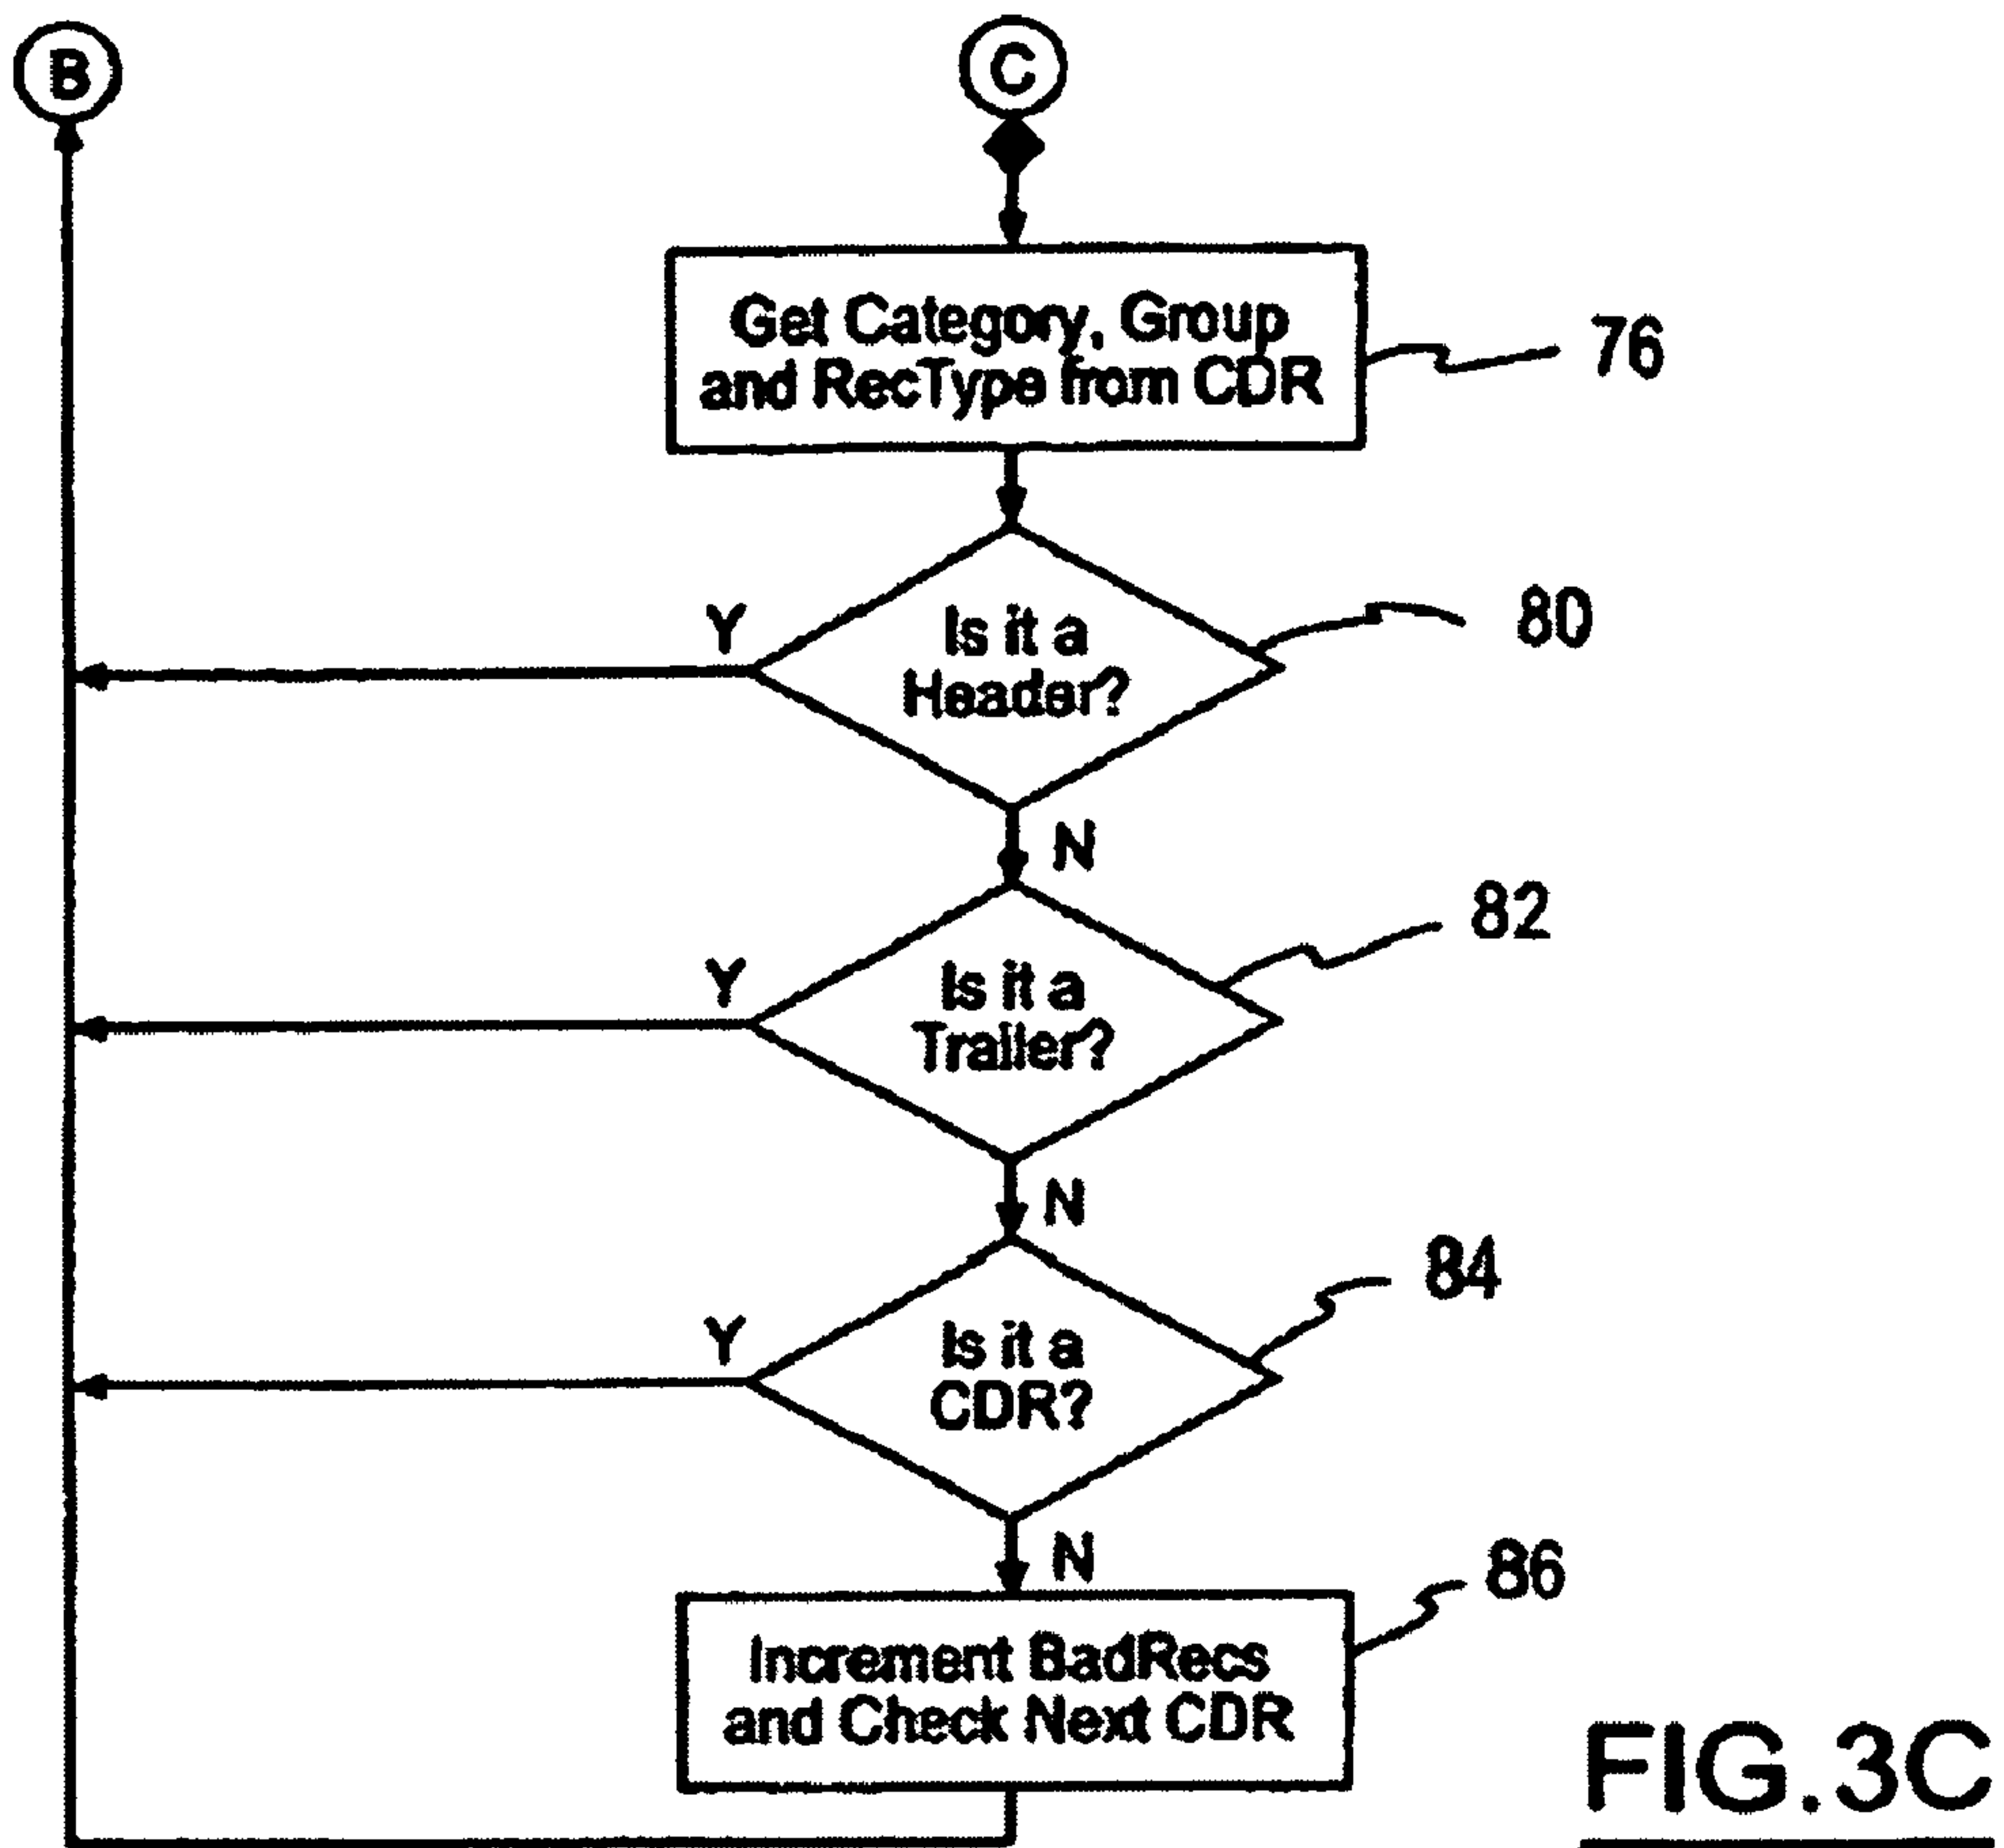 B
C
Get Category, Group
and RecType from CDR
76
Is it a
Header?
80
Y
N
Is it a
Trailer?
82
Y
N
Is it a
CDR?
84
Y
N
Increment BadRecs
and Check Next CDR
86
FIG.3C